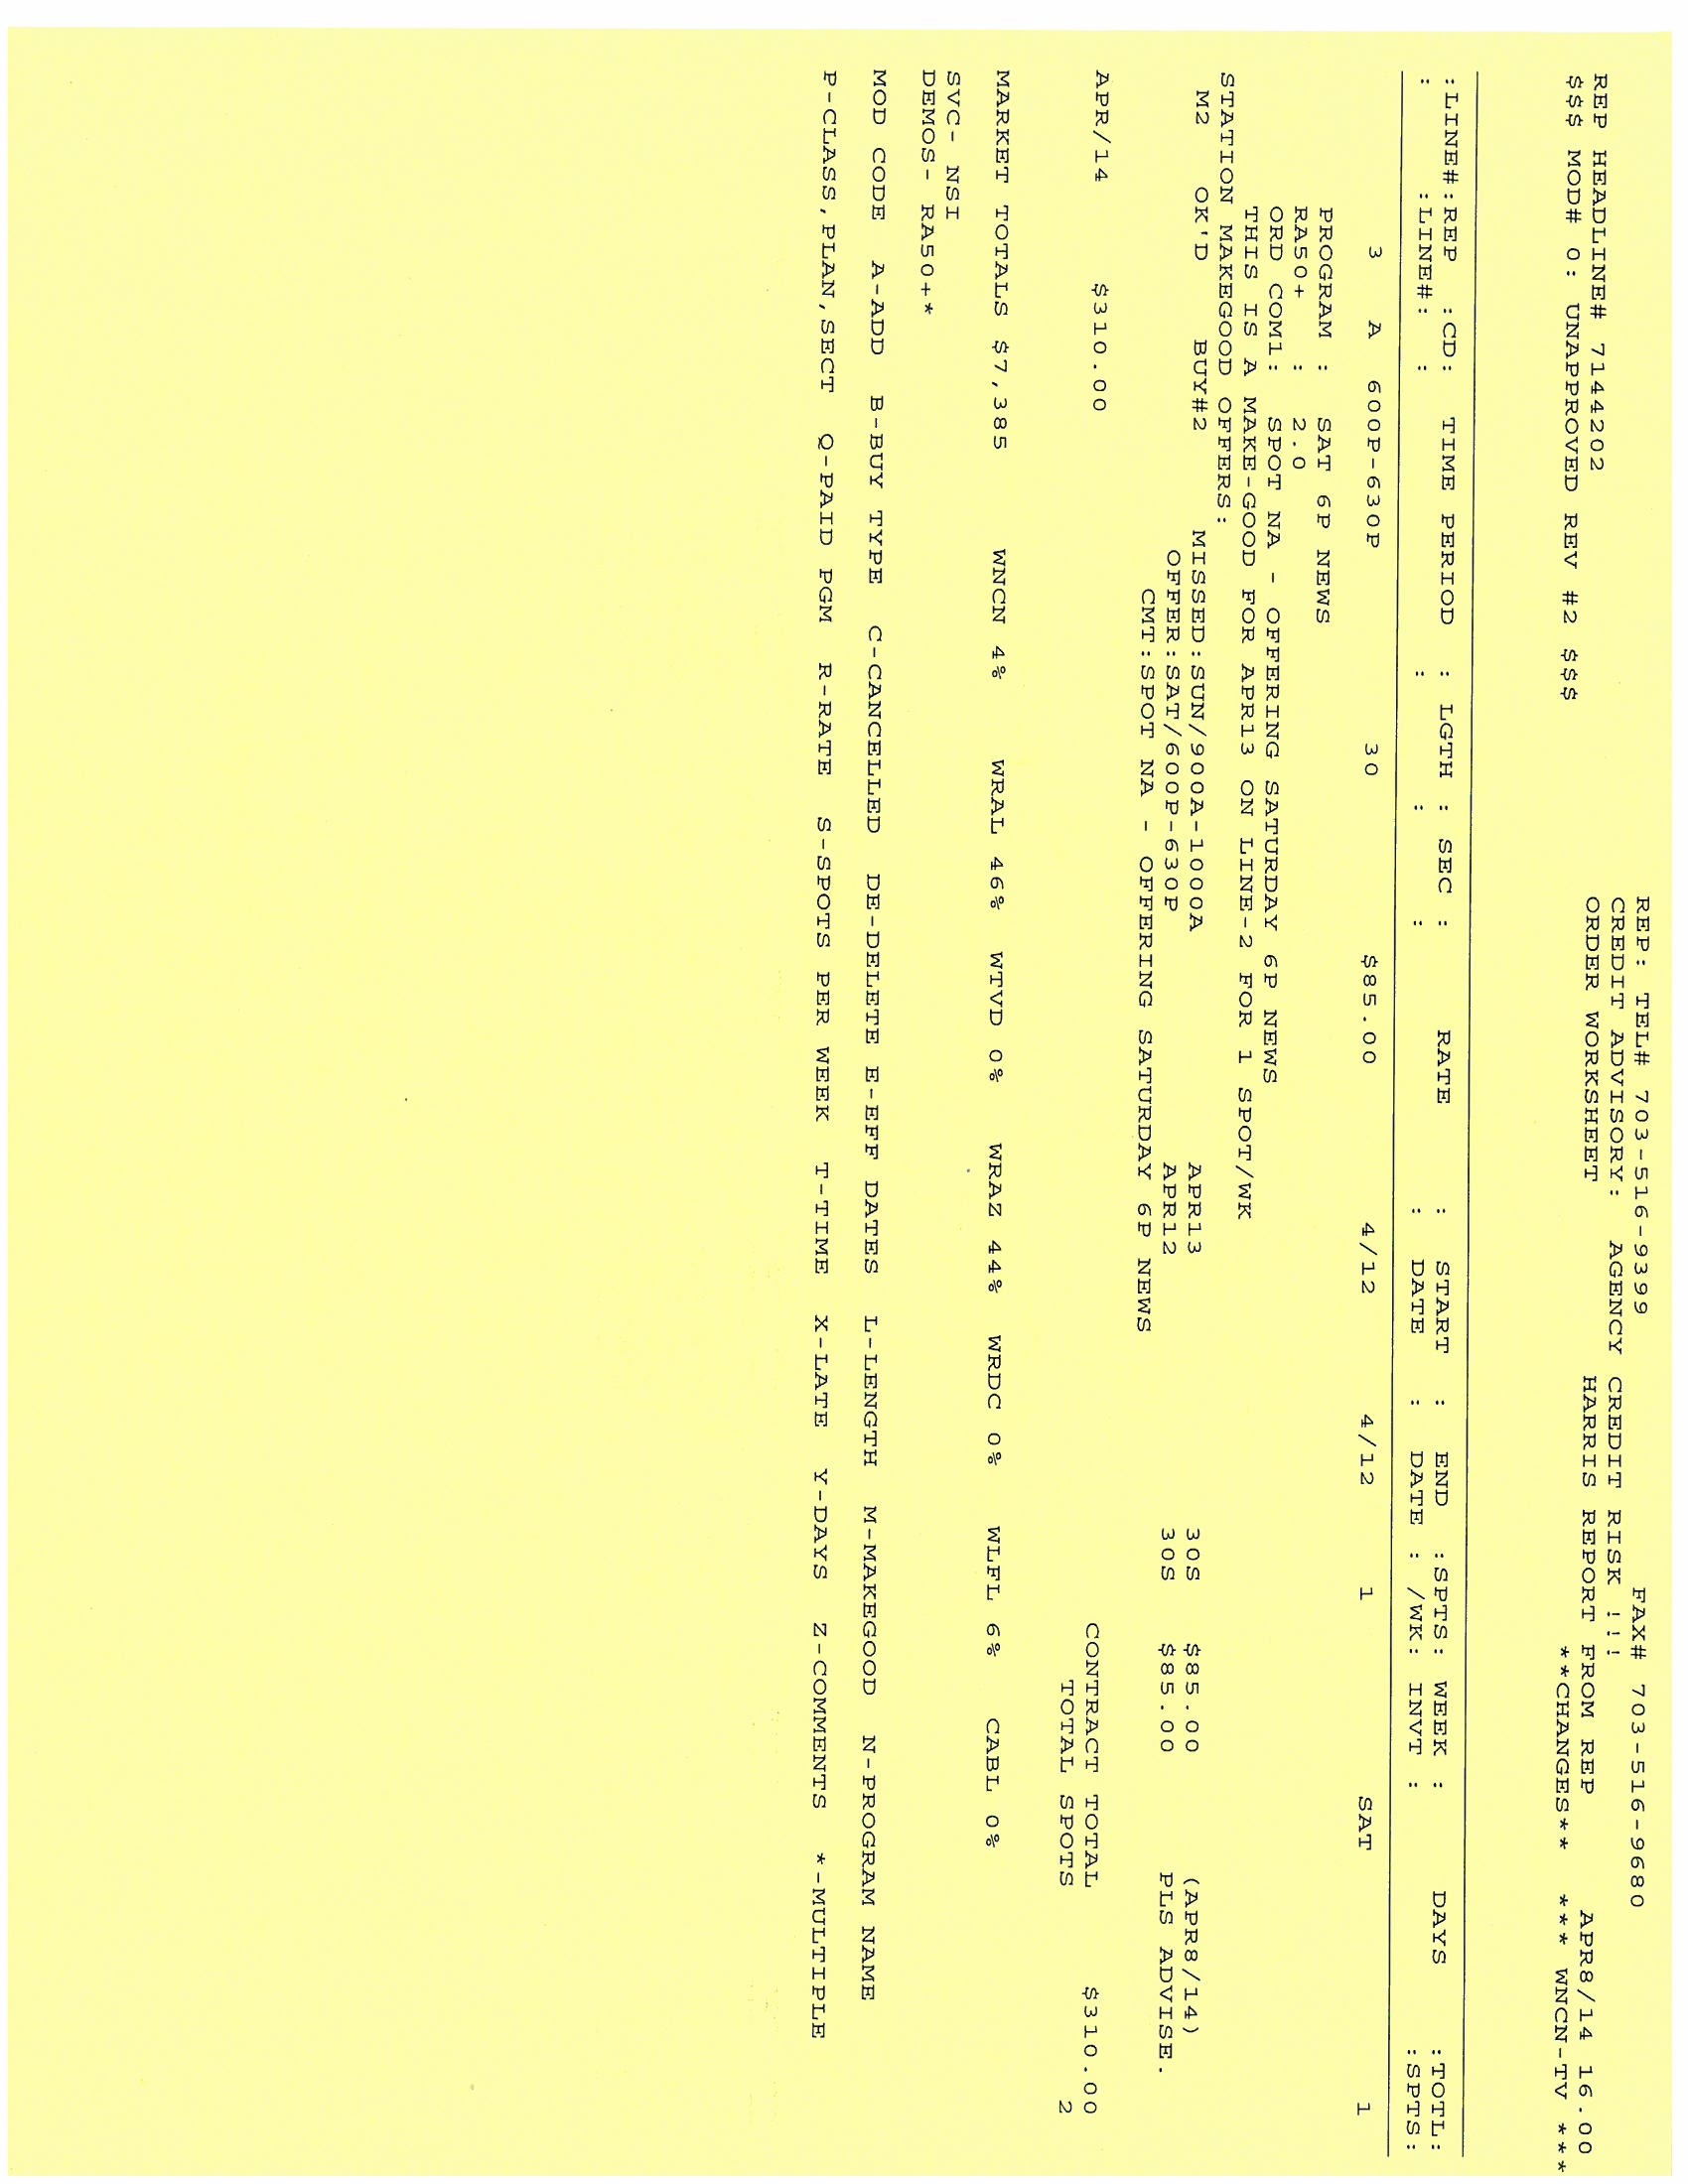 REP: TEL# 703-516-9399 FAX# 703-516-9680
CREDIT ADVISORY: AGENCY CREDIT RISK !!!
REP HEADLINE# 7144202 ORDER WORKSHEET HARRIS REPORT FROM REP APR8/14 16.00
$$$ MOD# 0: UNAPPROVED REV #2 $$$ **CHANGES** *** WNCN-TV ***
:LINE#:REP :CD: TIME PERIOD : LGTH : SEC : RATE : START : END :SPTS: WEEK : DAYS :TOTL:
: :LINE#: : : : : DATE : DATE : /WK: INVT : :SPTS:
3 A 600P-630P 30 $85.00 4/12 4/12 1 SAT 1
PROGRAM : SAT 6P NEWS
RA50+ : 2.0
ORD COM1: SPOT NA - OFFERING SATURDAY 6P NEWS
THIS IS A MAKE-GOOD FOR APR13 ON LINE-2 FOR 1 SPOT/WK
STATION MAKEGOOD OFFERS:
M2 OK'D BUY#2 MISSED:SUN/900A-1000A APR13 30S $85.00 (APR8/14)
OFFER:SAT/600P-630P APR12 30S $85.00 PLS ADVISE.
CMT:SPOT NA - OFFERING SATURDAY 6P NEWS
APR/14 $310.00 CONTRACT TOTAL $310.00
TOTAL SPOTS 2
MARKET TOTALS $7,385 WNCN 4% WRAL 46% WTVD 0% WRAZ 44% WRDC 0% WLFL 6% CABL 0%
SVC- NSI
DEMOS- RA50+*
MOD CODE A-ADD B-BUY TYPE C-CANCELLED DE-DELETE E-EFF DATES L-LENGTH M-MAKEGOOD N-PROGRAM NAME
P-CLASS,PLAN,SECT Q-PAID PGM R-RATE S-SPOTS PER WEEK T-TIME X-LATE Y-DAYS Z-COMMENTS *-MULTIPLE